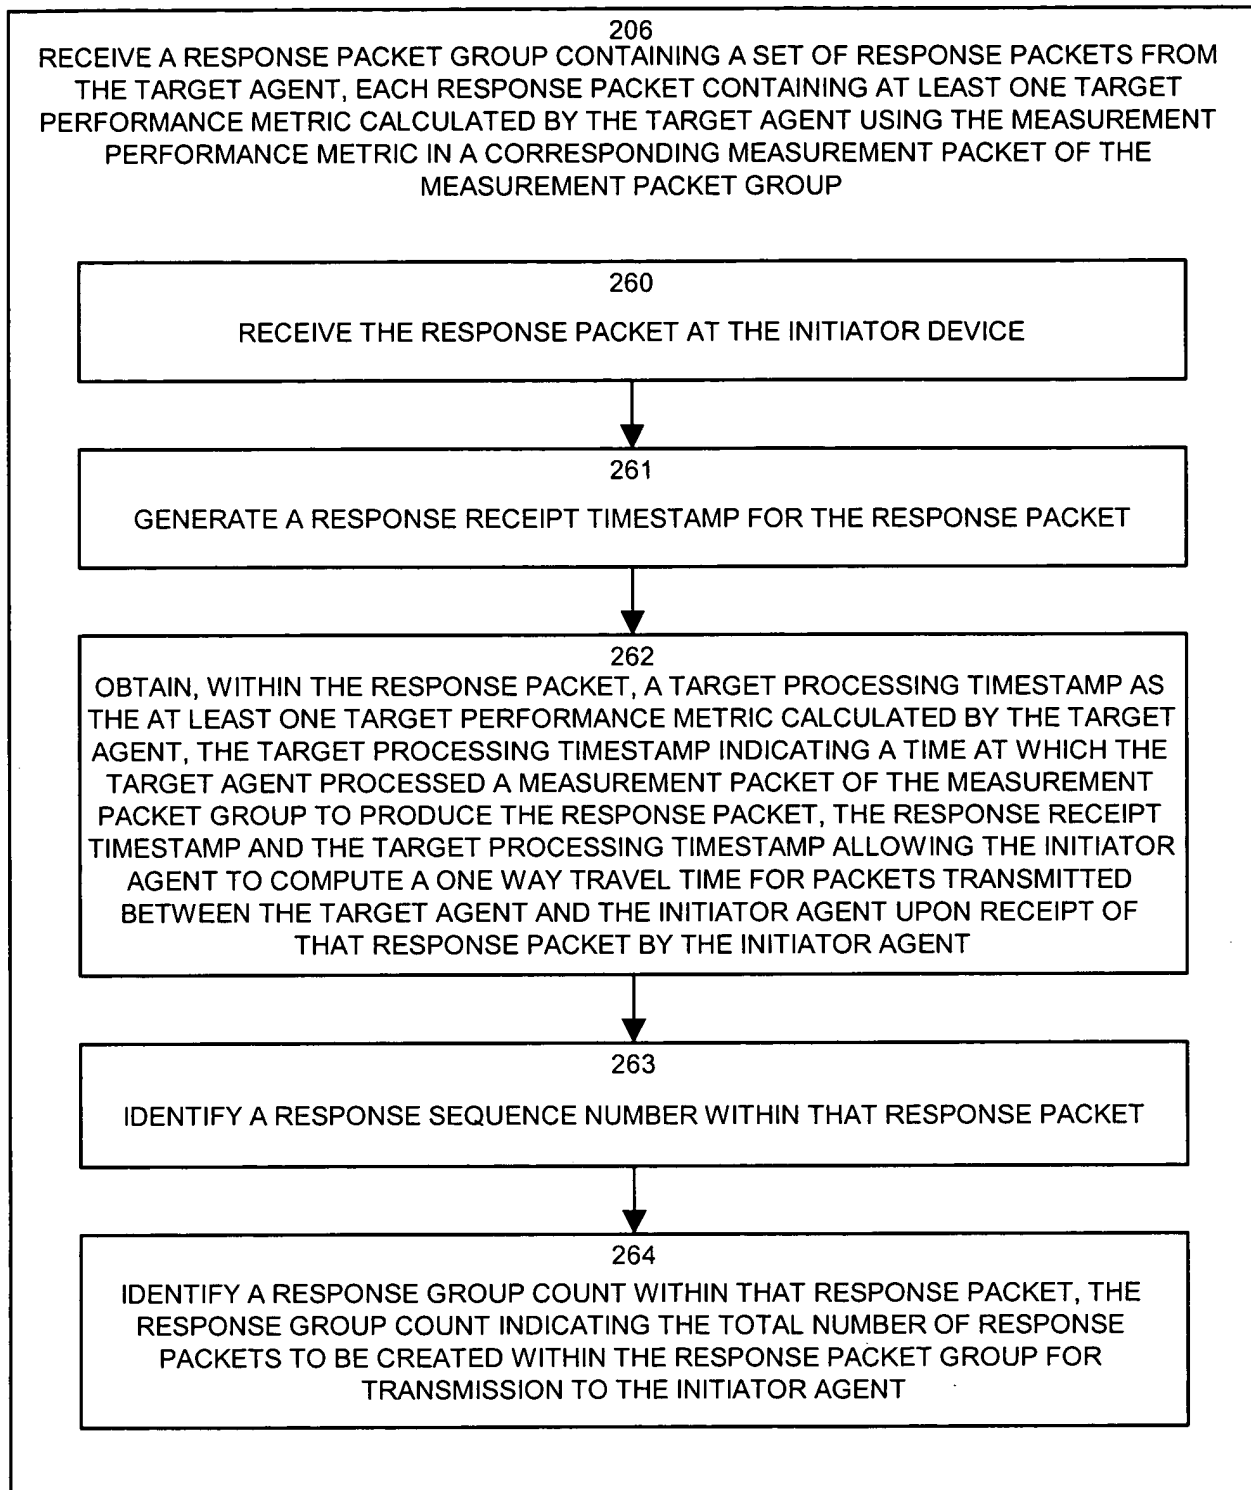 206
RECEIVE A RESPONSE PACKET GROUP CONTAINING A SET OF RESPONSE PACKETS FROM
THE TARGET AGENT, EACH RESPONSE PACKET CONTAINING AT LEAST ONE TARGET
PERFORMANCE METRIC CALCULATED BY THE TARGET AGENT USING THE MEASUREMENT
PERFORMANCE METRIC IN A CORRESPONDING MEASUREMENT PACKET OF THE
MEASUREMENT PACKET GROUP
260
RECEIVE THE RESPONSE PACKET AT THE INITIATOR DEVICE
261
GENERATE A RESPONSE RECEIPT TIMESTAMP FOR THE RESPONSE PACKET
262
OBTAIN, WITHIN THE RESPONSE PACKET, A TARGET PROCESSING TIMESTAMP AS
THE AT LEAST ONE TARGET PERFORMANCE METRIC CALCULATED BY THE TARGET
AGENT, THE TARGET PROCESSING TIMESTAMP INDICATING A TIME AT WHICH THE
TARGET AGENT PROCESSED A MEASUREMENT PACKET OF THE MEASUREMENT
PACKET GROUP TO PRODUCE THE RESPONSE PACKET, THE RESPONSE RECEIPT
TIMESTAMP AND THE TARGET PROCESSING TIMESTAMP ALLOWING THE INITIATOR
AGENT TO COMPUTE A ONE WAY TRAVEL TIME FOR PACKETS TRANSMITTED
BETWEEN THE TARGET AGENT AND THE INITIATOR AGENT UPON RECEIPT OF
THAT RESPONSE PACKET BY THE INITIATOR AGENT
263
IDENTIFY A RESPONSE SEQUENCE NUMBER WITHIN THAT RESPONSE PACKET
264
IDENTIFY A RESPONSE GROUP COUNT WITHIN THAT RESPONSE PACKET, THE
RESPONSE GROUP COUNT INDICATING THE TOTAL NUMBER OF RESPONSE
PACKETS TO BE CREATED WITHIN THE RESPONSE PACKET GROUP FOR
TRANSMISSION TO THE INITIATOR AGENT